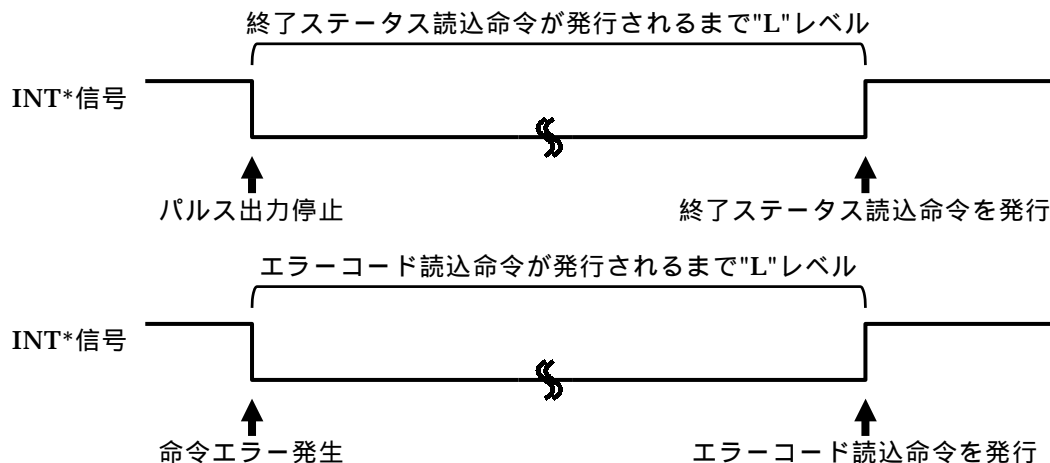 終了ステータス読込命令が発行されるまで"L"レベル
INT*信号
パルス出力停止
終了ステータス読込命令を発行
エラーコード読込命令が発行されるまで"L"レベル
INT*信号
命令エラー発生
エラーコード読込命令を発行